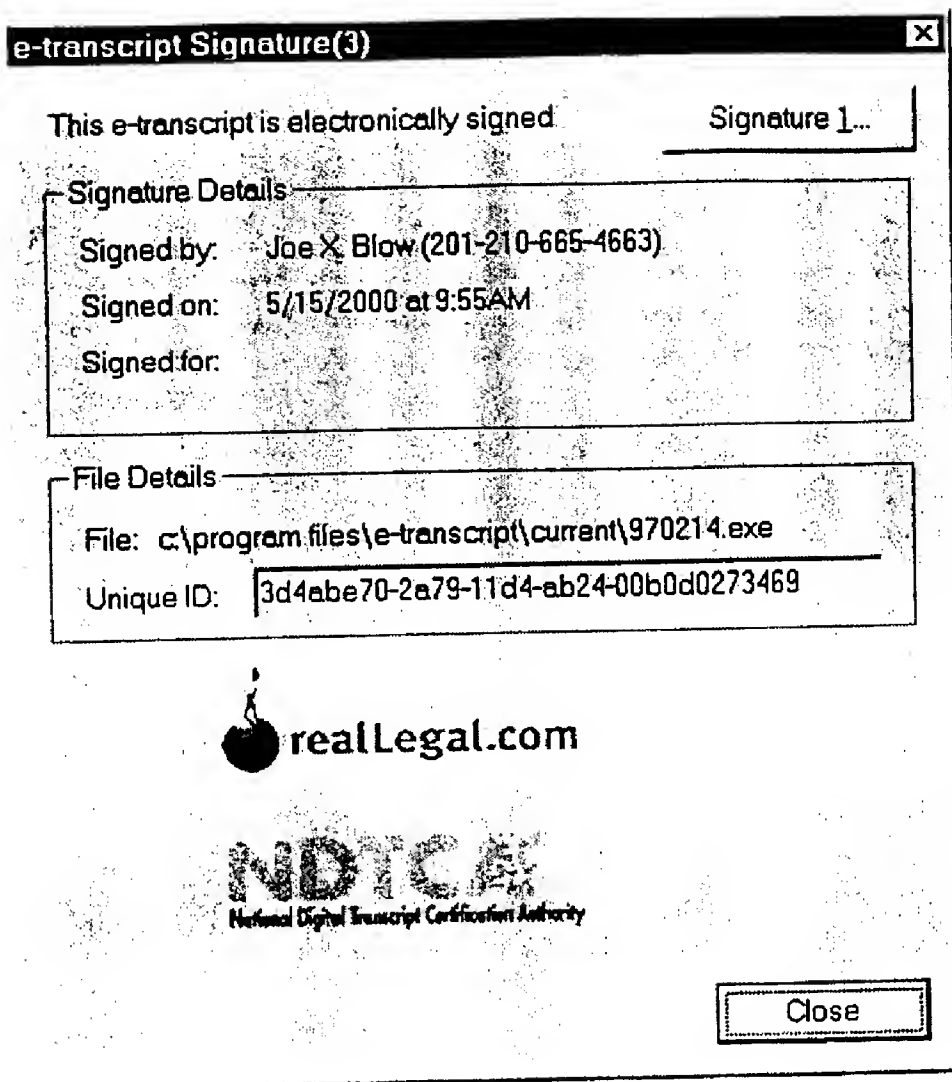 e-transcript Signature(3)
This e-transcript is electronically signed Signature 1...
Signature Details
Signed by: Joe X. Blow (201-210-665-4663)
Signed on: 5/15/2000 at 9:55AM
Signed for:
File Details
File: c:\program files\e-transcript\current\970214.exe
Unique ID: 3d4abe70-2a79-11d4-ab24-00b0d0273469
realLegal.com
NDTCA
National Digital Transcript Certification Authority
Close